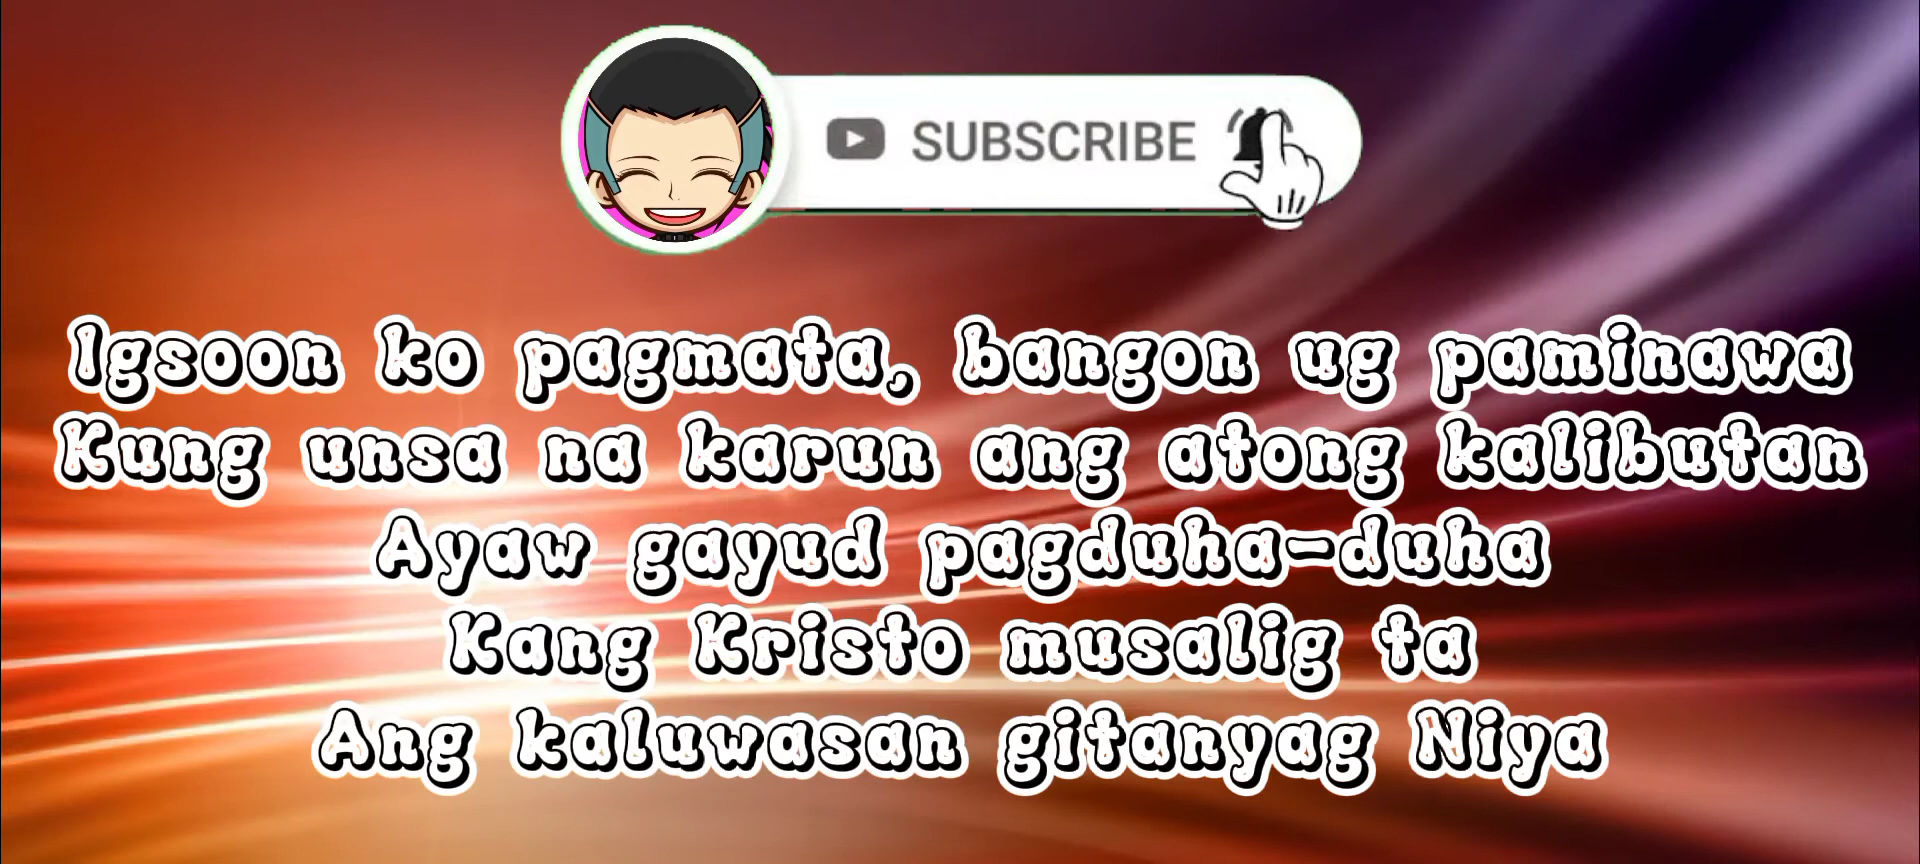 SUBSCRIBE
Igsoon ko pagmata, bangon ug paminawa
Kung unsa na karun ang atong kalibutan
Ayaw gayud pagduha-duha
Kang Kristo musalig ta
Ang kaluwasan gitanyag Niya